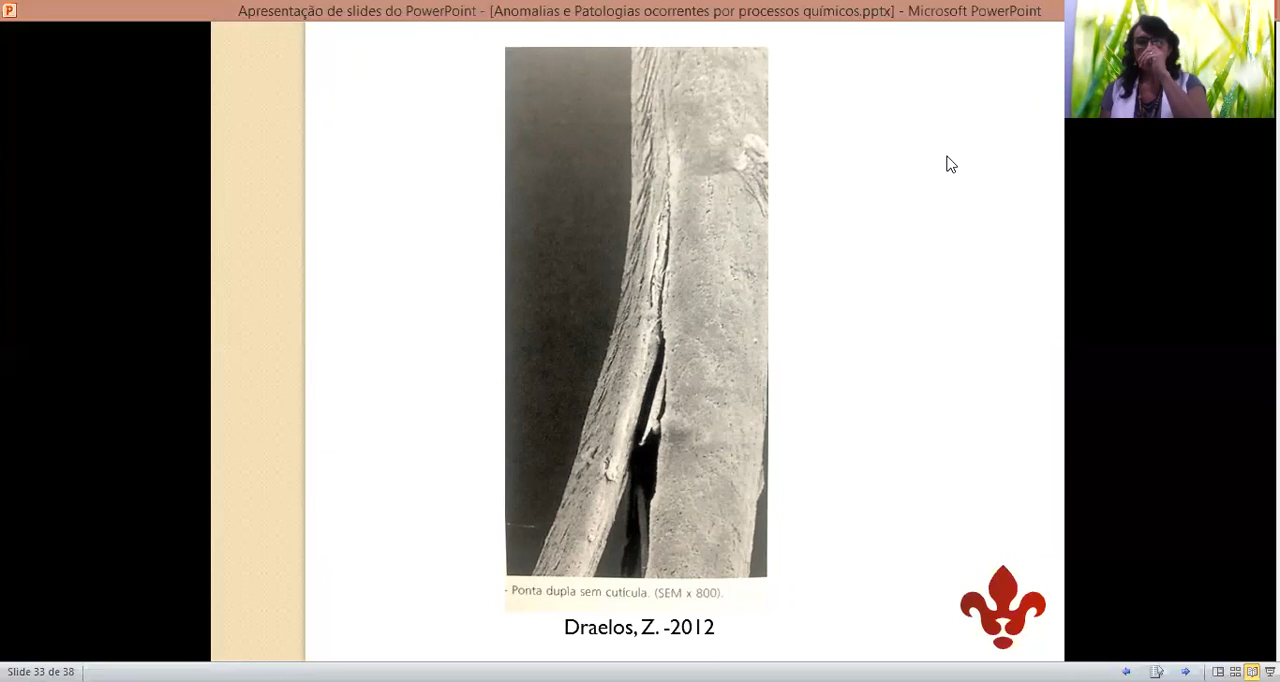 Apresentação de slides do PowerPoint - [Anomalias e Patologias ocorrentes por processos químicos.pptx] - Microsoft PowerPoint
- Ponta dupla sem cutícula. (SEM x 800).
Draelos, Z. -2012
Slide 33 de 38